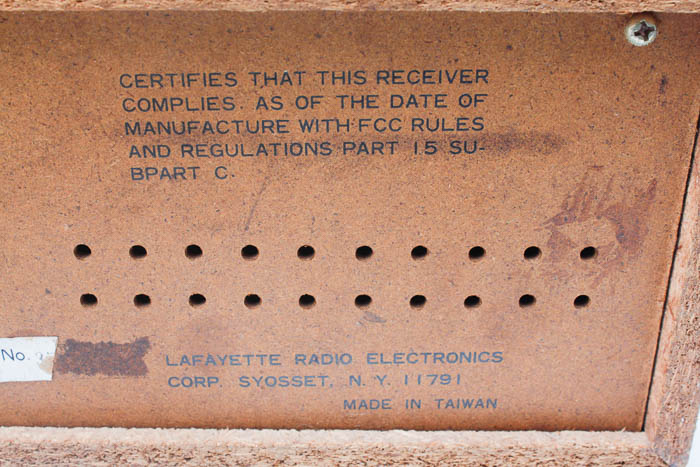 CERTIFIES THAT THIS RECEIVER
COMPLIES. AS OF THE DATE OF
MANUFACTURE WITH FCC RULES
AND REGULATIONS PART 15 SU-
BPART C.
No.
LAFAYETTE RADIO ELECTRONICS
CORP. SYOSSET, N. Y. 11791
MADE IN TAIWAN